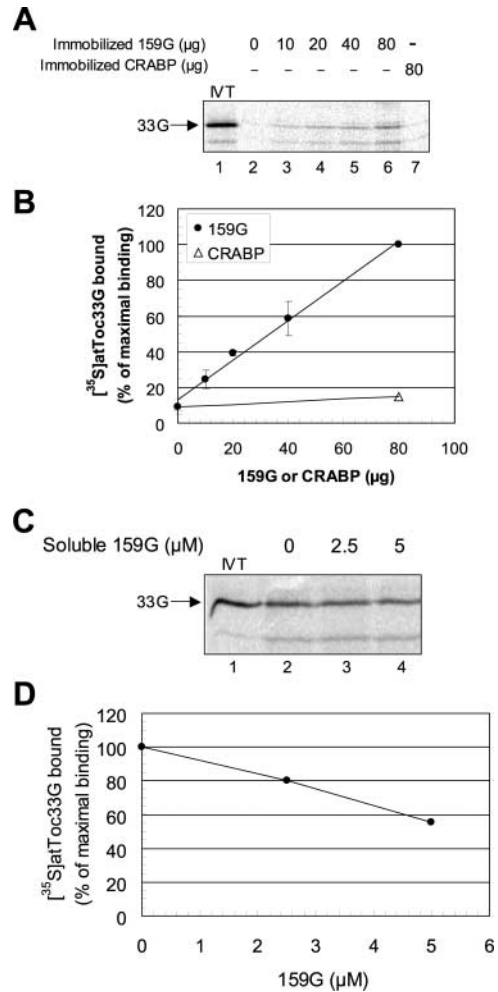 A
Immobilized 159G (µg) 0 10 20 40 80 –
Immobilized CRABP (µg) – – – – – 80
IVT
33G
1 2 3 4 5 6 7
B
120
100
80
60
40
20
0
159G
CRABP
[³⁵S]atToc33G bound
(% of maximal binding)
0 20 40 60 80 100
159G or CRABP (µg)
C
Soluble 159G (µM) 0 2.5 5
IVT
33G
1 2 3 4
D
120
100
80
60
40
20
0
[³⁵S]atToc33G bound
(% of maximal binding)
0 1 2 3 4 5 6
159G (µM)